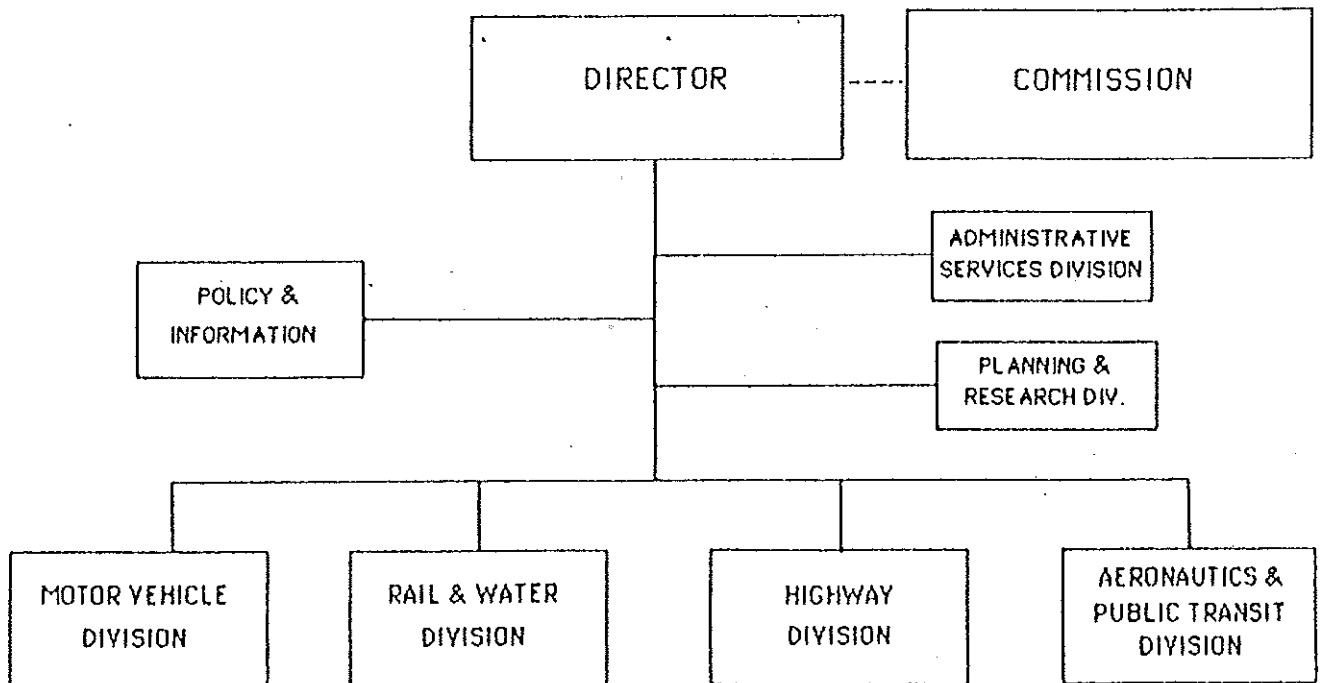 DIRECTOR
COMMISSION
ADMINISTRATIVE
SERVICES DIVISION
POLICY &
INFORMATION
PLANNING &
RESEARCH DIV.
MOTOR VEHICLE
DIVISION
RAIL & WATER
DIVISION
HIGHWAY
DIVISION
AERONAUTICS &
PUBLIC TRANSIT
DIVISION